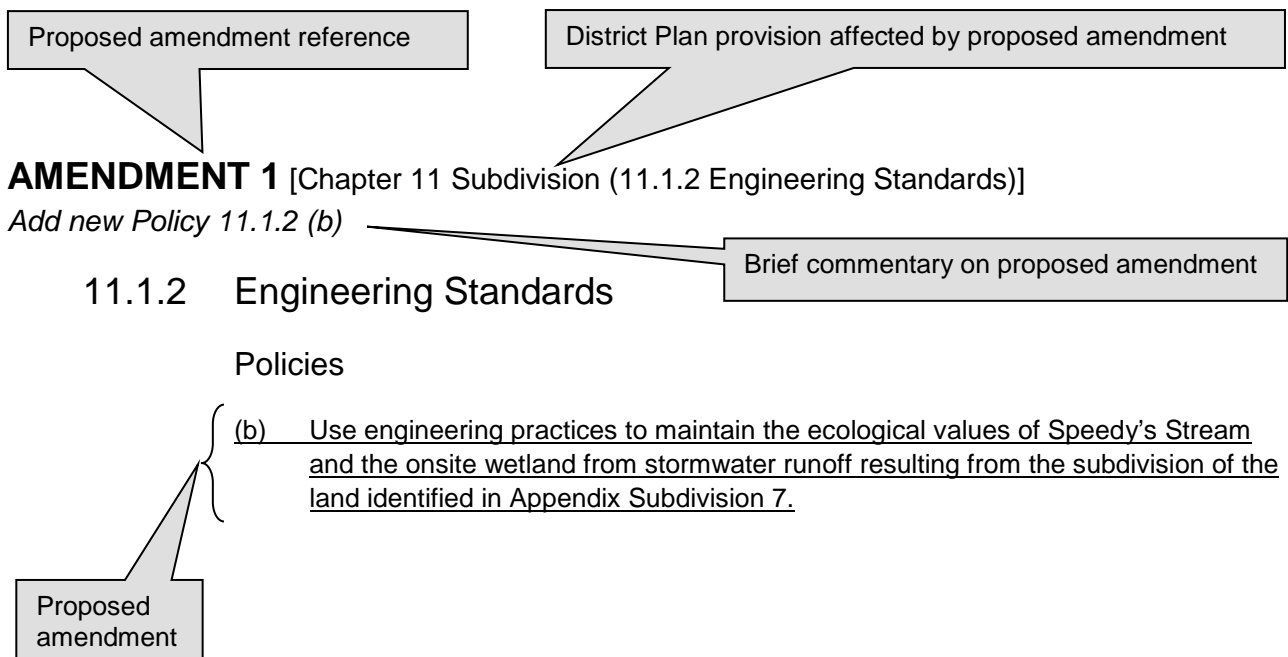 Proposed amendment reference
District Plan provision affected by proposed amendment
AMENDMENT 1 [Chapter 11 Subdivision (11.1.2 Engineering Standards)]
Add new Policy 11.1.2 (b)
Brief commentary on proposed amendment
11.1.2 Engineering Standards
Policies
(b) Use engineering practices to maintain the ecological values of Speedy’s Stream
and the onsite wetland from stormwater runoff resulting from the subdivision of the
land identified in Appendix Subdivision 7.
Proposed
amendment